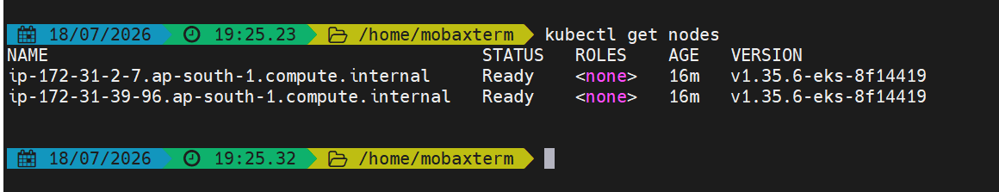 18/07/2026 19:25.23 /home/mobaxterm kubectl get nodes
NAME STATUS ROLES AGE VERSION
ip-172-31-2-7.ap-south-1.compute.internal Ready <none> 16m v1.35.6-eks-8f14419
ip-172-31-39-96.ap-south-1.compute.internal Ready <none> 16m v1.35.6-eks-8f14419
18/07/2026 19:25.32 /home/mobaxterm